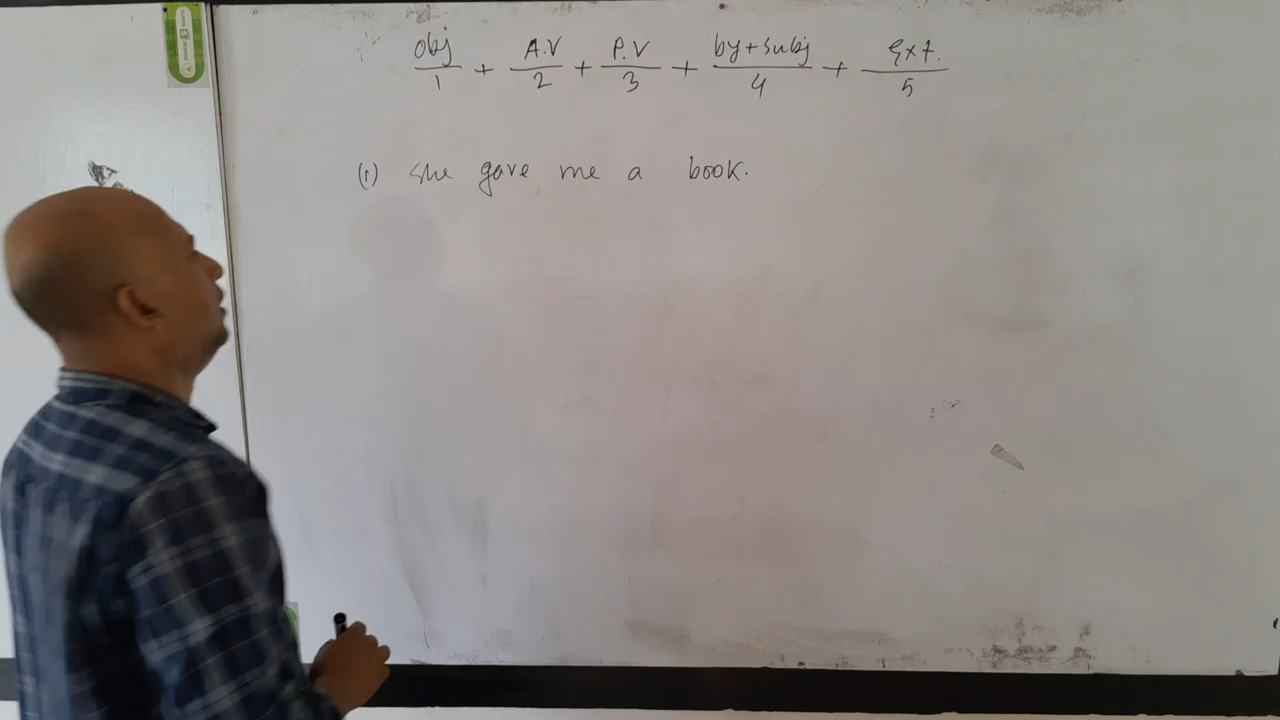 obj + A.V + P.V + by+subj + Ext.
1 2 3 4 5
(1) She gave me a book.